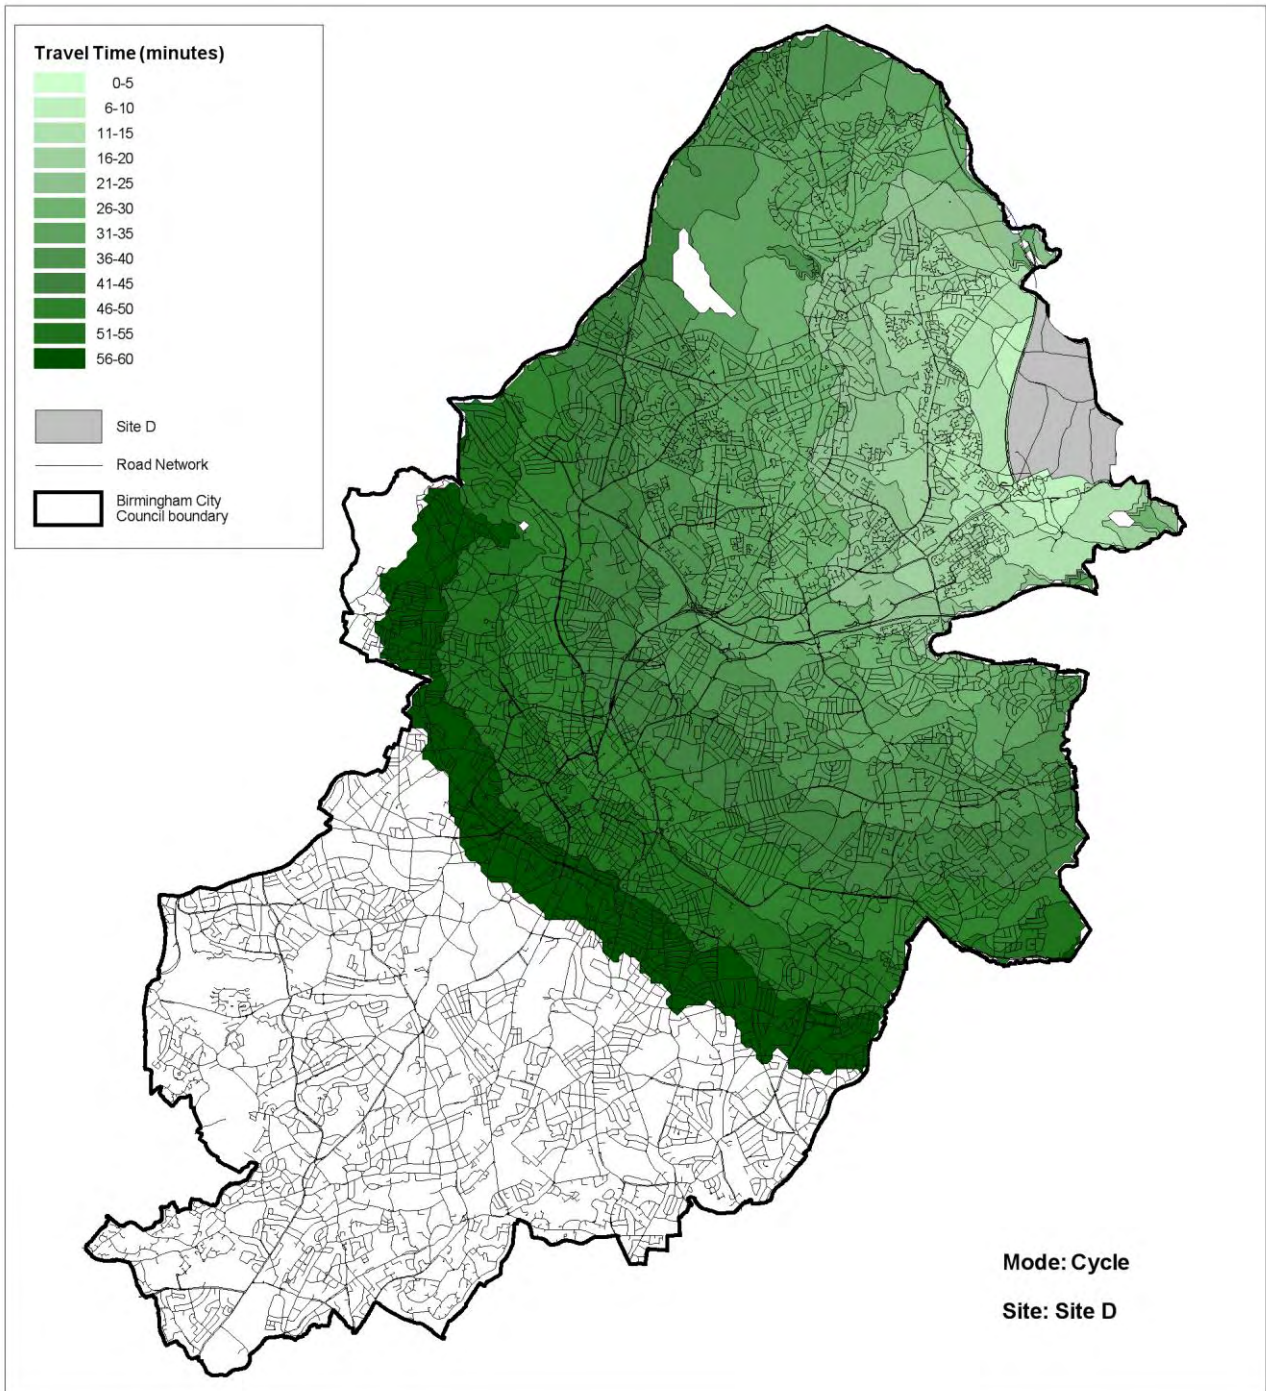 Travel Time (minutes)
0-5
6-10
11-15
16-20
21-25
26-30
31-35
36-40
41-45
46-50
51-55
56-60
Site D
Road Network
Birmingham City
Council boundary
Mode: Cycle
Site: Site D